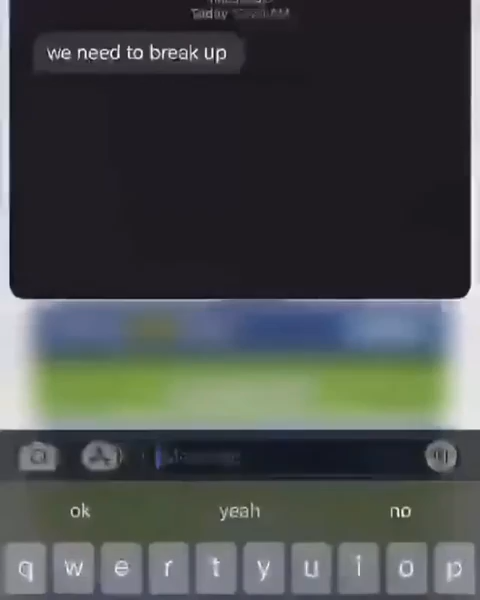 Today
we need to break up
ok yeah no
q w e r t y u i o p